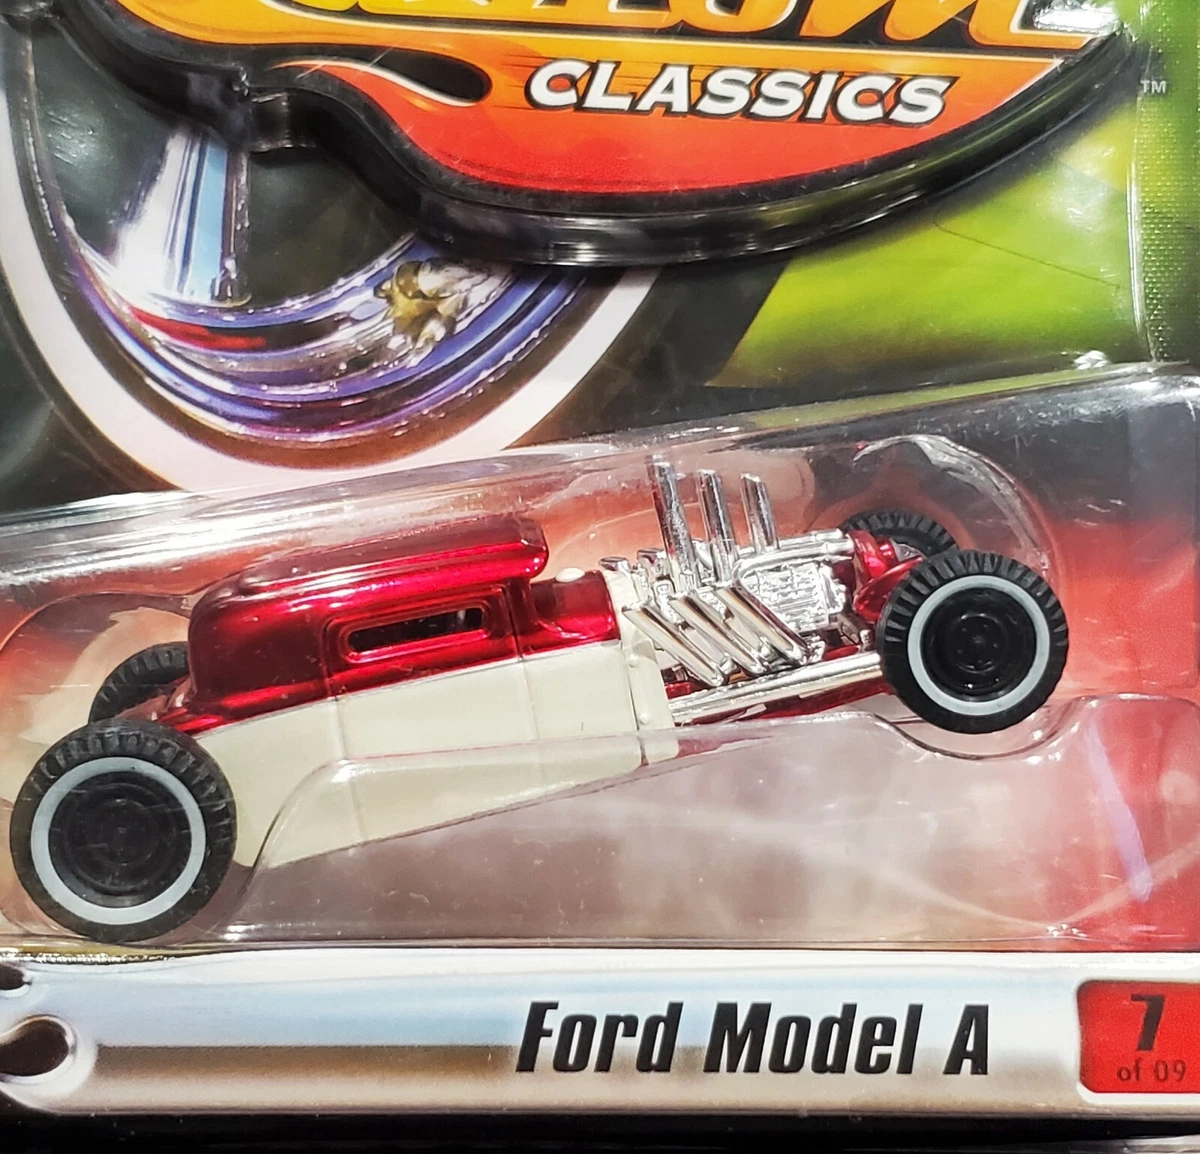 CLASSICS
TM
Ford Model A
7
of 09